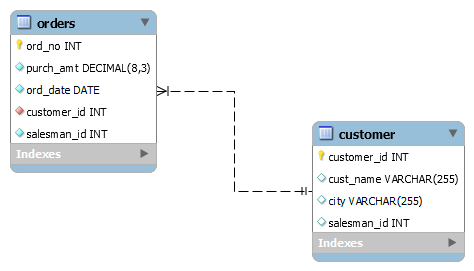 orders
ord_no INT
purch_amt DECIMAL(8,3)
ord_date DATE
customer_id INT
salesman_id INT
Indexes
customer
customer_id INT
cust_name VARCHAR(255)
city VARCHAR(255)
salesman_id INT
Indexes